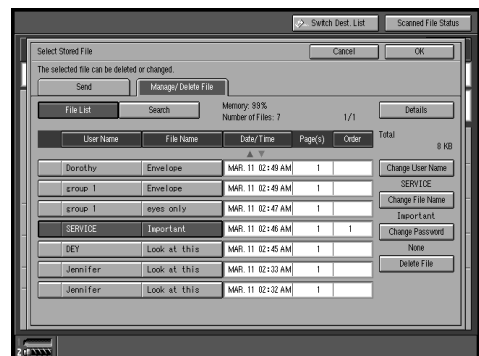 Switch Dest. List Scanned File Status
Select Stored File Cancel OK
The selected file can be deleted or changed.
Send Manage/Delete File
File List Search Memory: 99% Details
Number of Files: 7 1/1
User Name File Name Date/Time Page(s) Order Total
▲ ▼ 8 KB
Dorothy Envelope MAR. 11 02:49 AM 1 Change User Name
group 1 Envelope MAR. 11 02:49 AM 1 SERVICE
group 1 eyes only MAR. 11 02:47 AM 1 Change File Name
Important
SERVICE Important MAR. 11 02:46 AM 1 1 Change Password
DEY Look at this MAR. 11 02:45 AM 1 None
Jennifer Look at this MAR. 11 02:33 AM 1 Delete File
Jennifer Look at this MAR. 11 02:32 AM 1